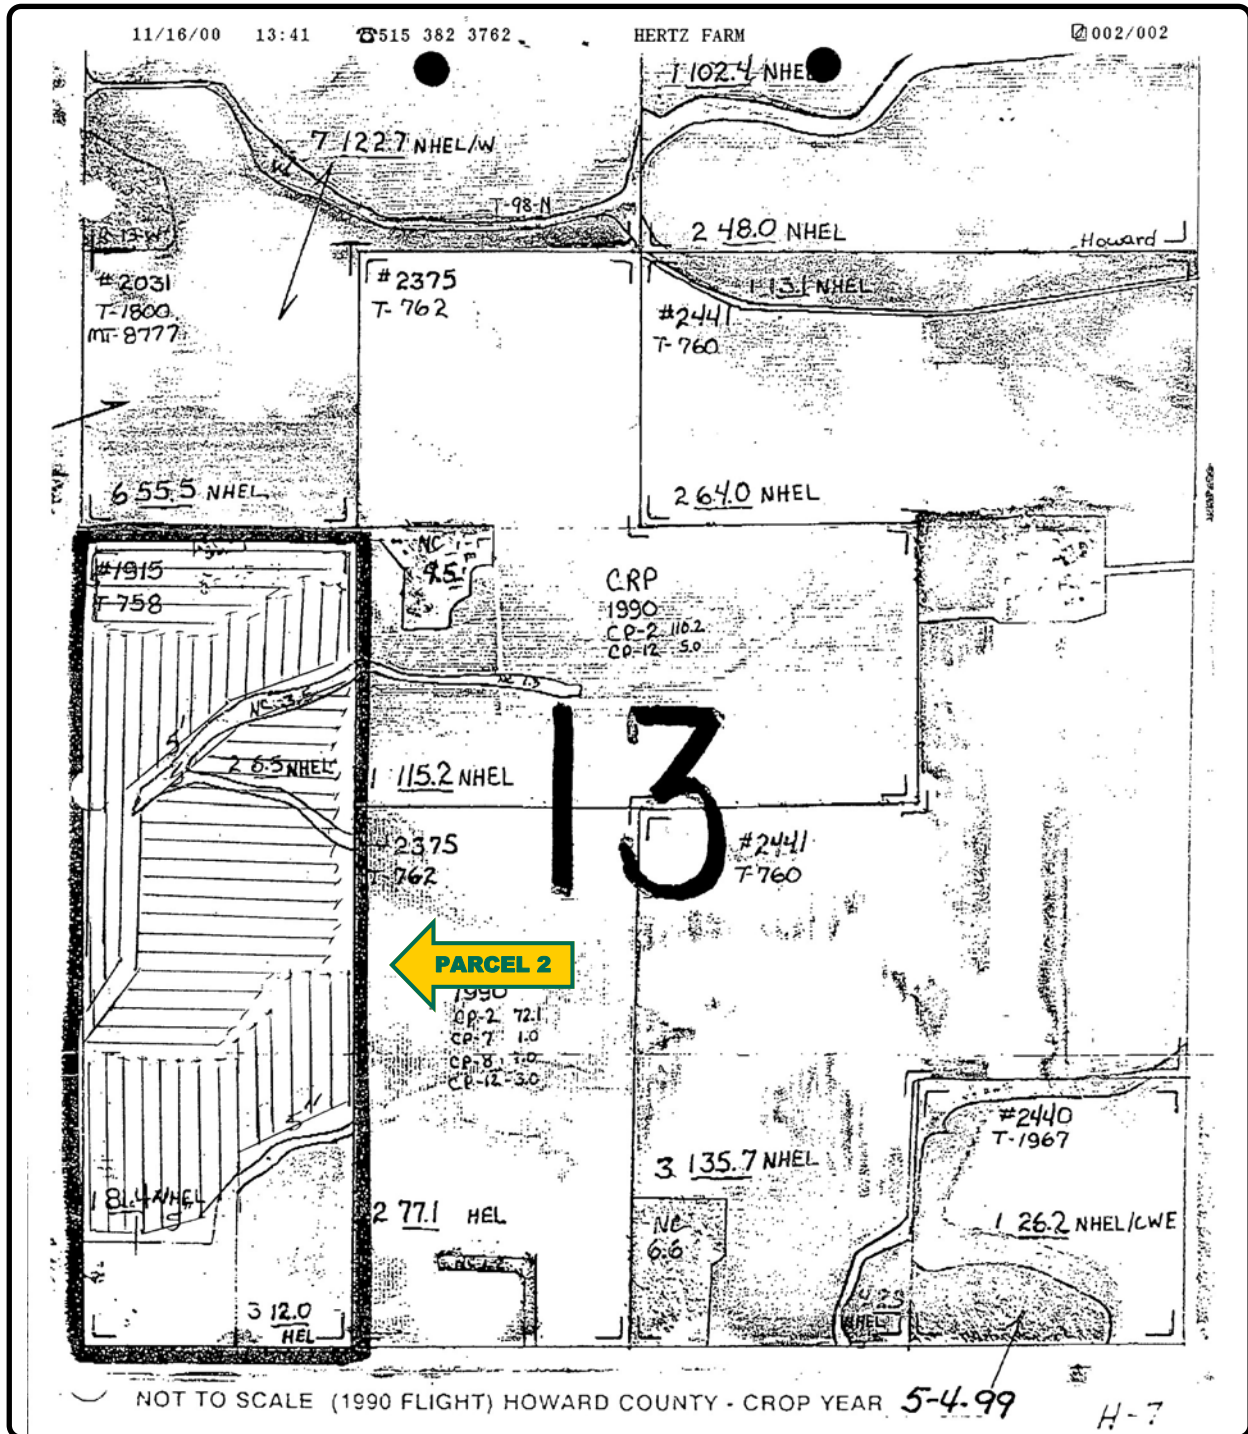 11/16/00 13:41 ☎515 382 3762 HERTZ FARM 002/002
1 102.4 NHEL
7 122.7 NHEL/W
W
T-98-N
R-13-W
2 48.0 NHEL
Howard
#2031
T-1800
MT-8777
#2375
T-762
1 13.1 NHEL
#2441
T-760
6 55.5 NHEL
2 64.0 NHEL
#1915
T-758
NC
4.5
CRP
1990
CP-2 110.2
CP-12 5.0
NC 1.3
NC 3.5
2 6.5 NHEL
1 115.2 NHEL
13
#2375
T-762
#2441
T-760
PARCEL 2
1990
CP-2 72.1
CP-7 1.0
CP-8 1.0
CP-12-3.0
#2440
T-1967
3 135.7 NHEL
1 81.4 NHEL
2 77.1 HEL
NC
6.6
1 26.2 NHEL/CWE
3 12.0
HEL
NHEL
NOT TO SCALE (1990 FLIGHT) HOWARD COUNTY - CROP YEAR 5-4-99
H-7